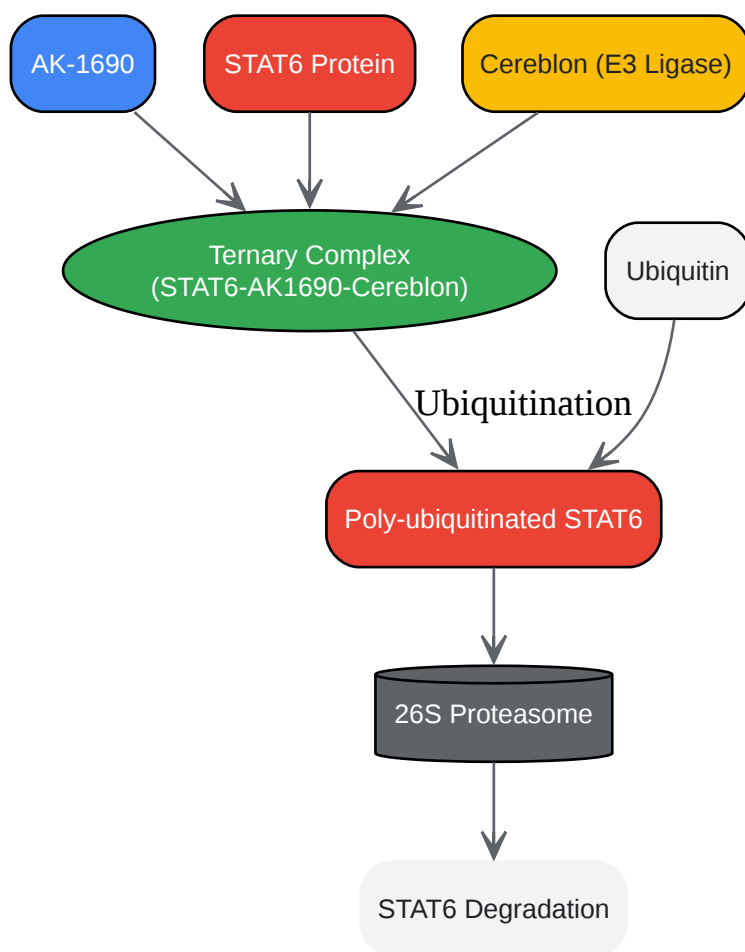 AK-1690
STAT6 Protein
Cereblon (E3 Ligase)
Ternary Complex
(STAT6-AK1690-Cereblon)
Ubiquitin
Ubiquitination
Poly-ubiquitinated STAT6
26S Proteasome
STAT6 Degradation